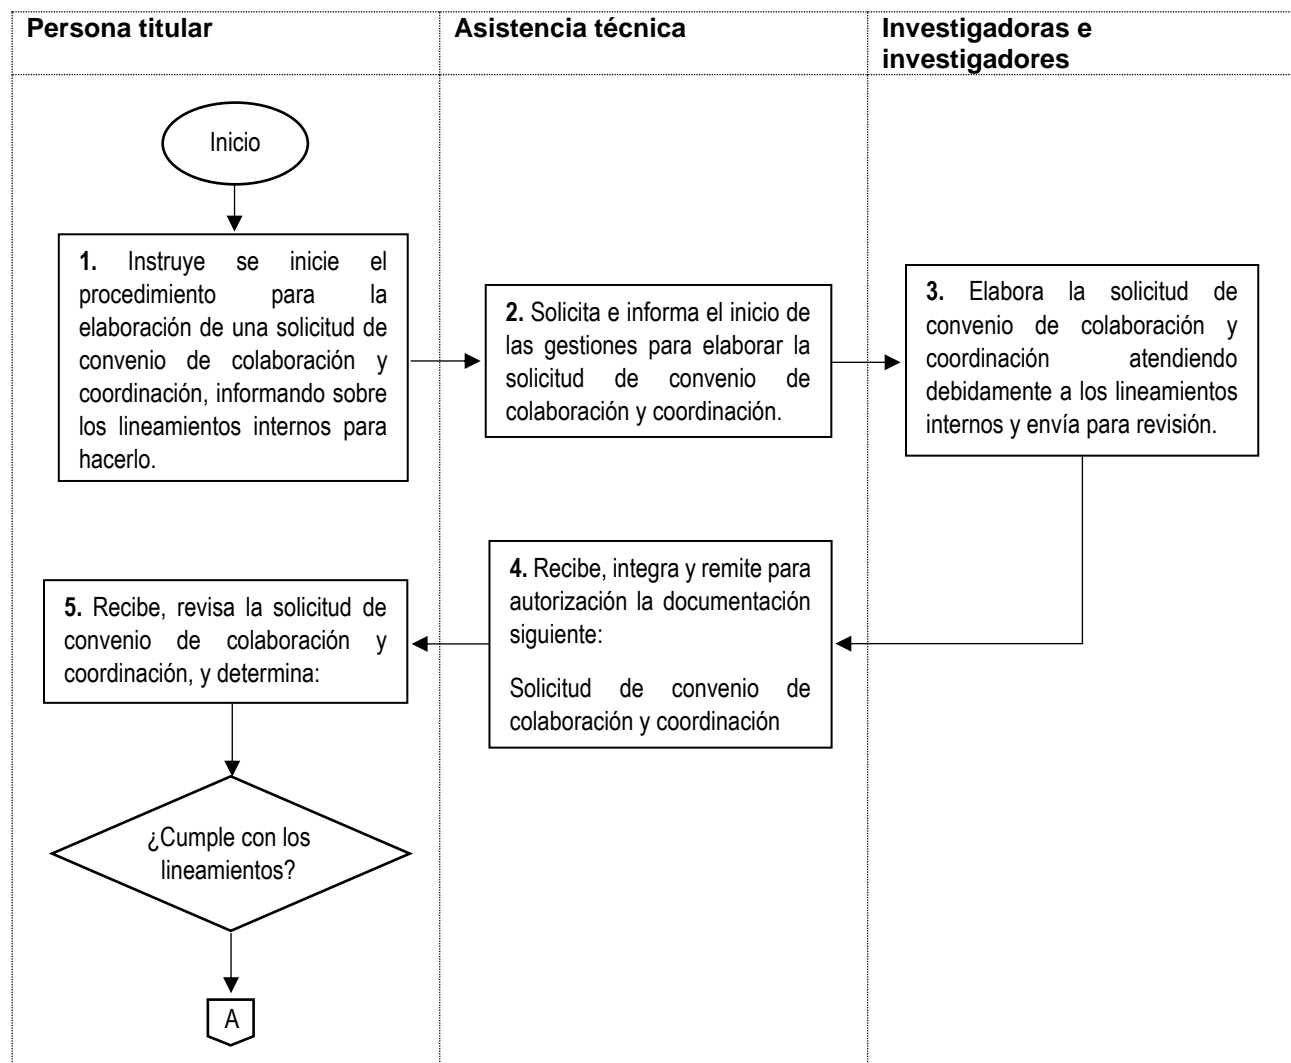 Persona titular
Asistencia técnica
Investigadoras e
investigadores
Inicio
1. Instruye se inicie el
procedimiento para la
elaboración de una solicitud de
convenio de colaboración y
coordinación, informando sobre
los lineamientos internos para
hacerlo.
2. Solicita e informa el inicio de
las gestiones para elaborar la
solicitud de convenio de
colaboración y coordinación.
3. Elabora la solicitud de
convenio de colaboración y
coordinación atendiendo
debidamente a los lineamientos
internos y envía para revisión.
4. Recibe, integra y remite para
autorización la documentación
siguiente:
Solicitud de convenio de
colaboración y coordinación
5. Recibe, revisa la solicitud de
convenio de colaboración y
coordinación, y determina:
¿Cumple con los
lineamientos?
A